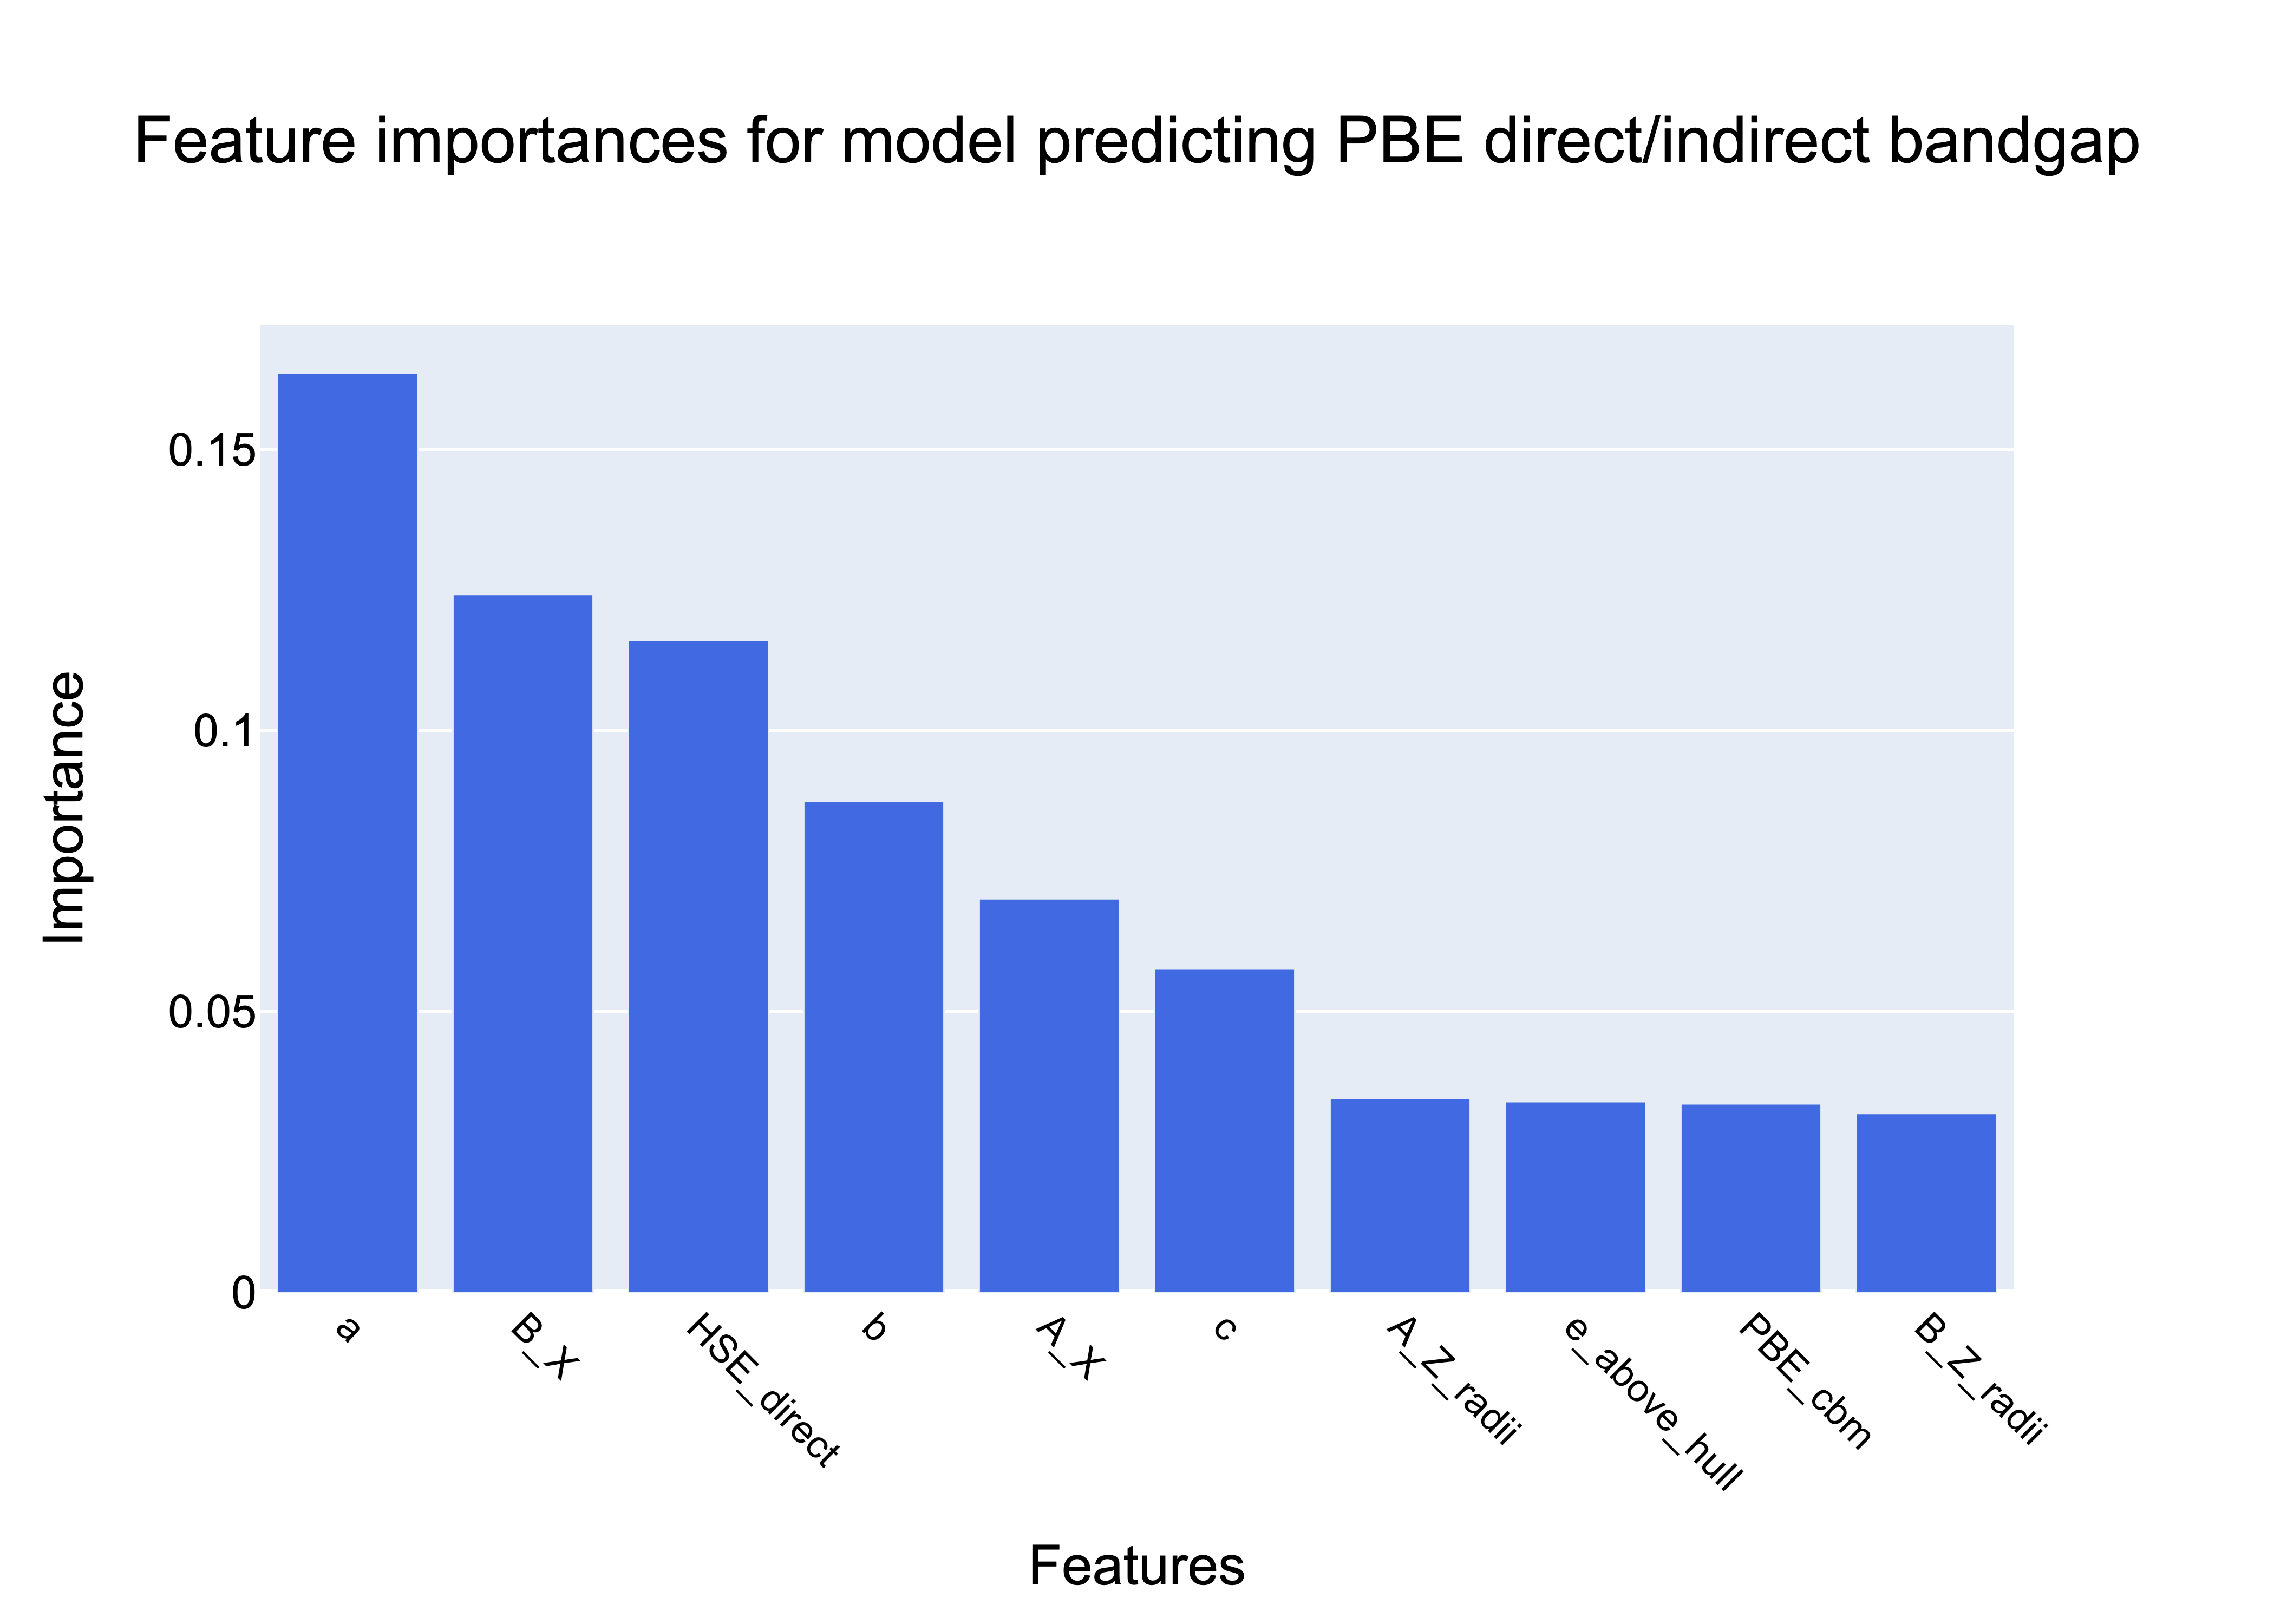 Feature importances for model predicting PBE direct/indirect bandgap
Importance
0.15
0.1
0.05
0
a
B_X
HSE_direct
b
A_X
c
A_Z_radii
e_above_hull
PBE_cbm
B_Z_radii
Features